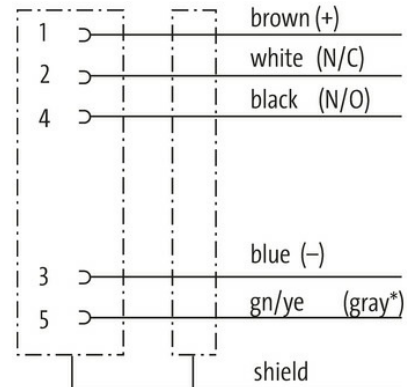 1 brown (+)
2 white (N/C)
4 black (N/O)
3 blue (–)
5 gn/ye (gray*)
shield